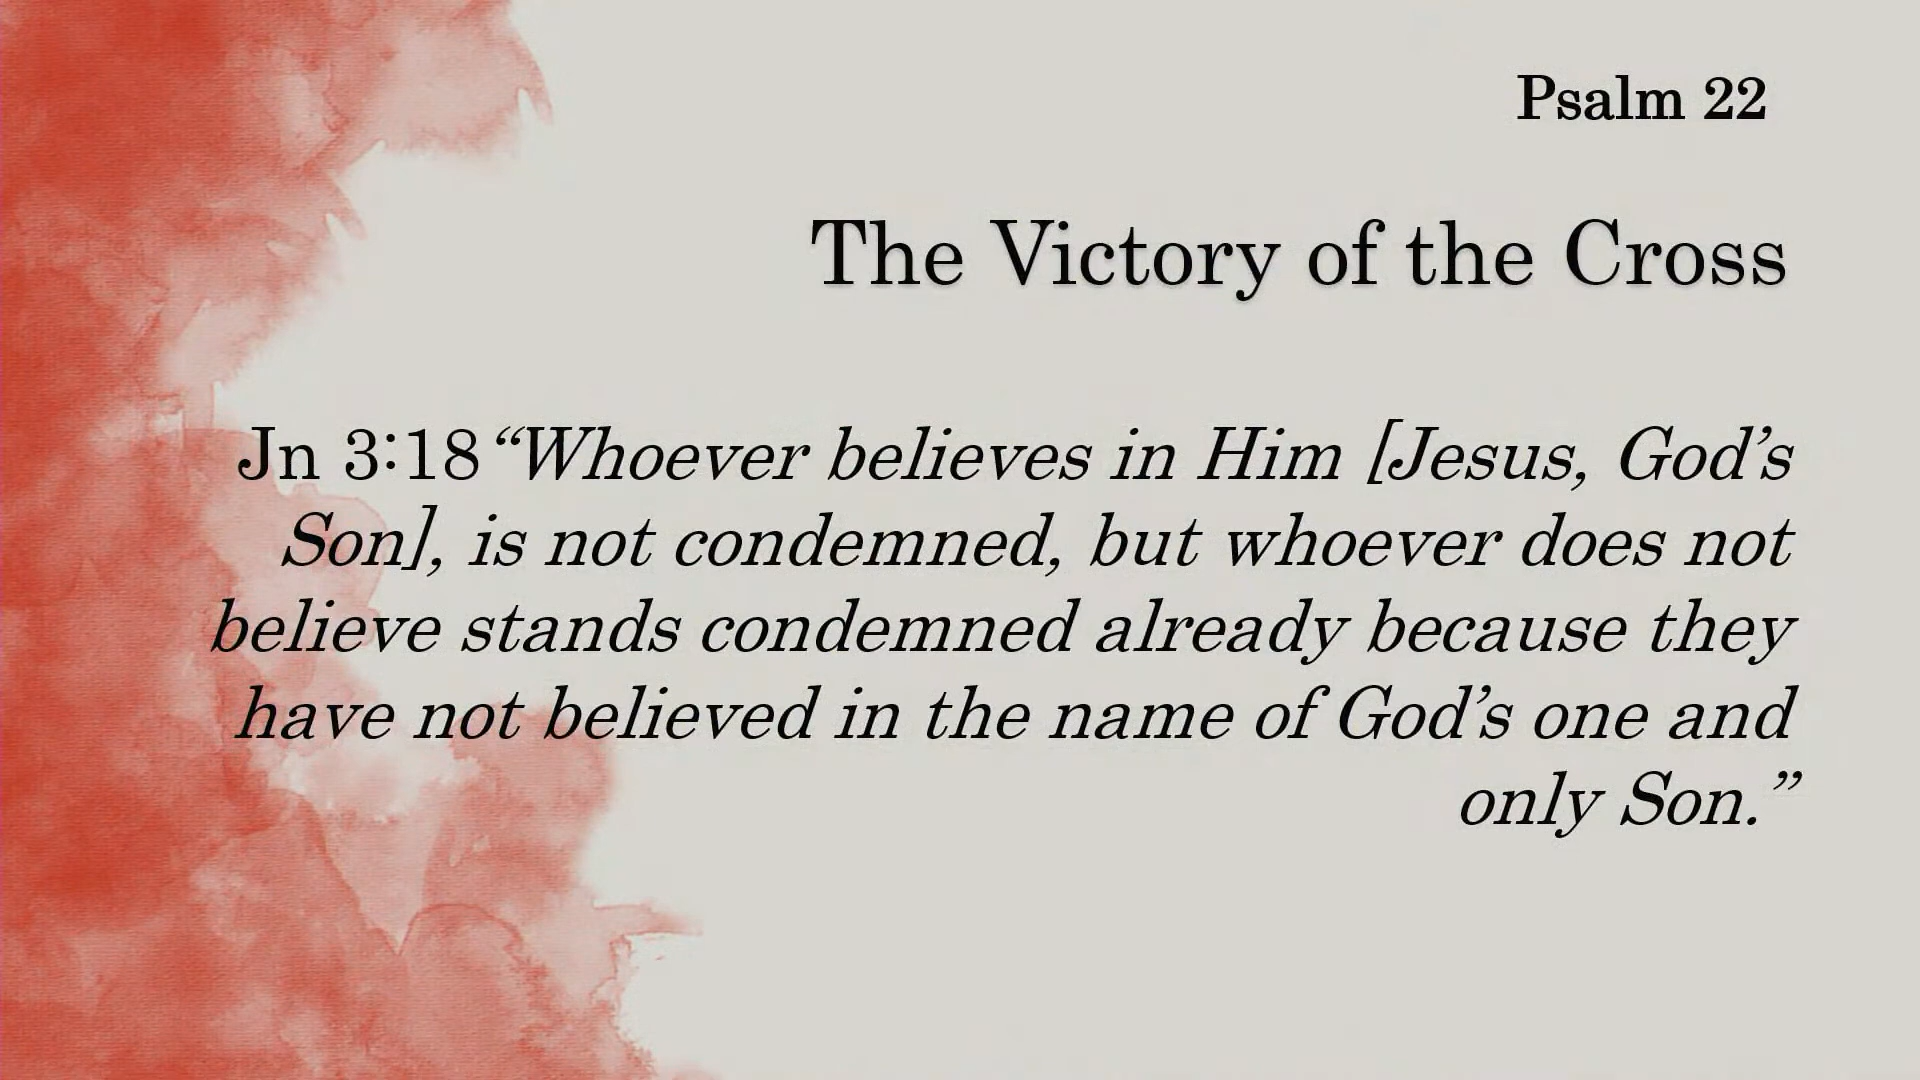 Psalm 22
The Victory of the Cross
Jn 3:18 “Whoever believes in Him [Jesus, God’s
Son], is not condemned, but whoever does not
believe stands condemned already because they
have not believed in the name of God’s one and
only Son.”